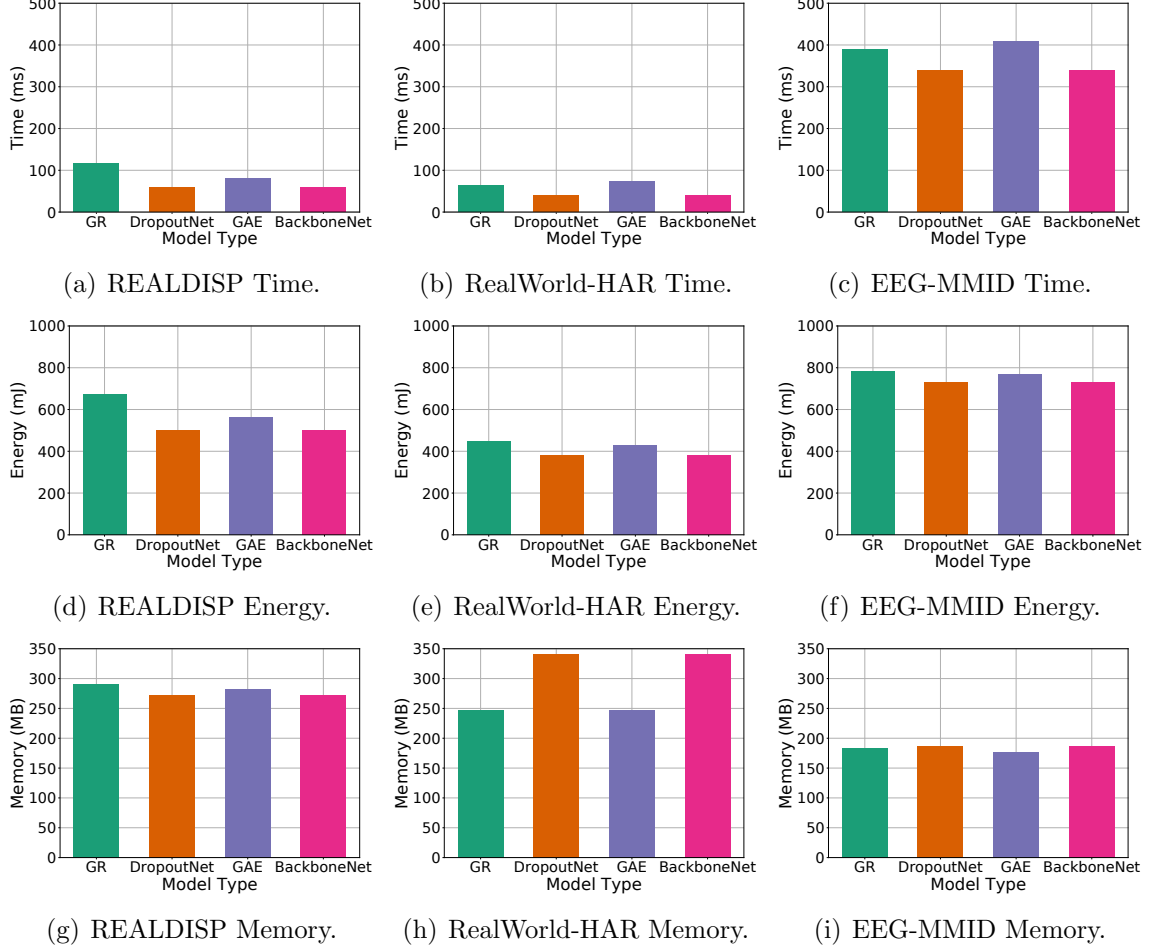 500
400
300
200
100
0
Time (ms)
GR DropoutNet GAE BackboneNet
Model Type
(a) REALDISP Time.
500
400
300
200
100
0
Time (ms)
GR DropoutNet GAE BackboneNet
Model Type
(b) RealWorld-HAR Time.
500
400
300
200
100
0
Time (ms)
GR DropoutNet GAE BackboneNet
Model Type
(c) EEG-MMID Time.
1000
800
600
400
200
0
Energy (mJ)
GR DropoutNet GAE BackboneNet
Model Type
(d) REALDISP Energy.
1000
800
600
400
200
0
Energy (mJ)
GR DropoutNet GAE BackboneNet
Model Type
(e) RealWorld-HAR Energy.
1000
800
600
400
200
0
Energy (mJ)
GR DropoutNet GAE BackboneNet
Model Type
(f) EEG-MMID Energy.
350
300
250
200
150
100
50
0
Memory (MB)
GR DropoutNet GAE BackboneNet
Model Type
(g) REALDISP Memory.
350
300
250
200
150
100
50
0
Memory (MB)
GR DropoutNet GAE BackboneNet
Model Type
(h) RealWorld-HAR Memory.
350
300
250
200
150
100
50
0
Memory (MB)
GR DropoutNet GAE BackboneNet
Model Type
(i) EEG-MMID Memory.